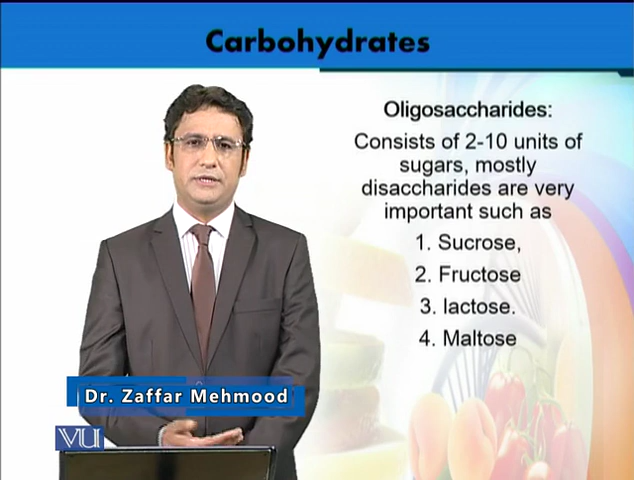 Carbohydrates
Oligosaccharides:
Consists of 2-10 units of
sugars, mostly
disaccharides are very
important such as
1. Sucrose,
2. Fructose
3. lactose.
4. Maltose
Dr. Zaffar Mehmood
VU